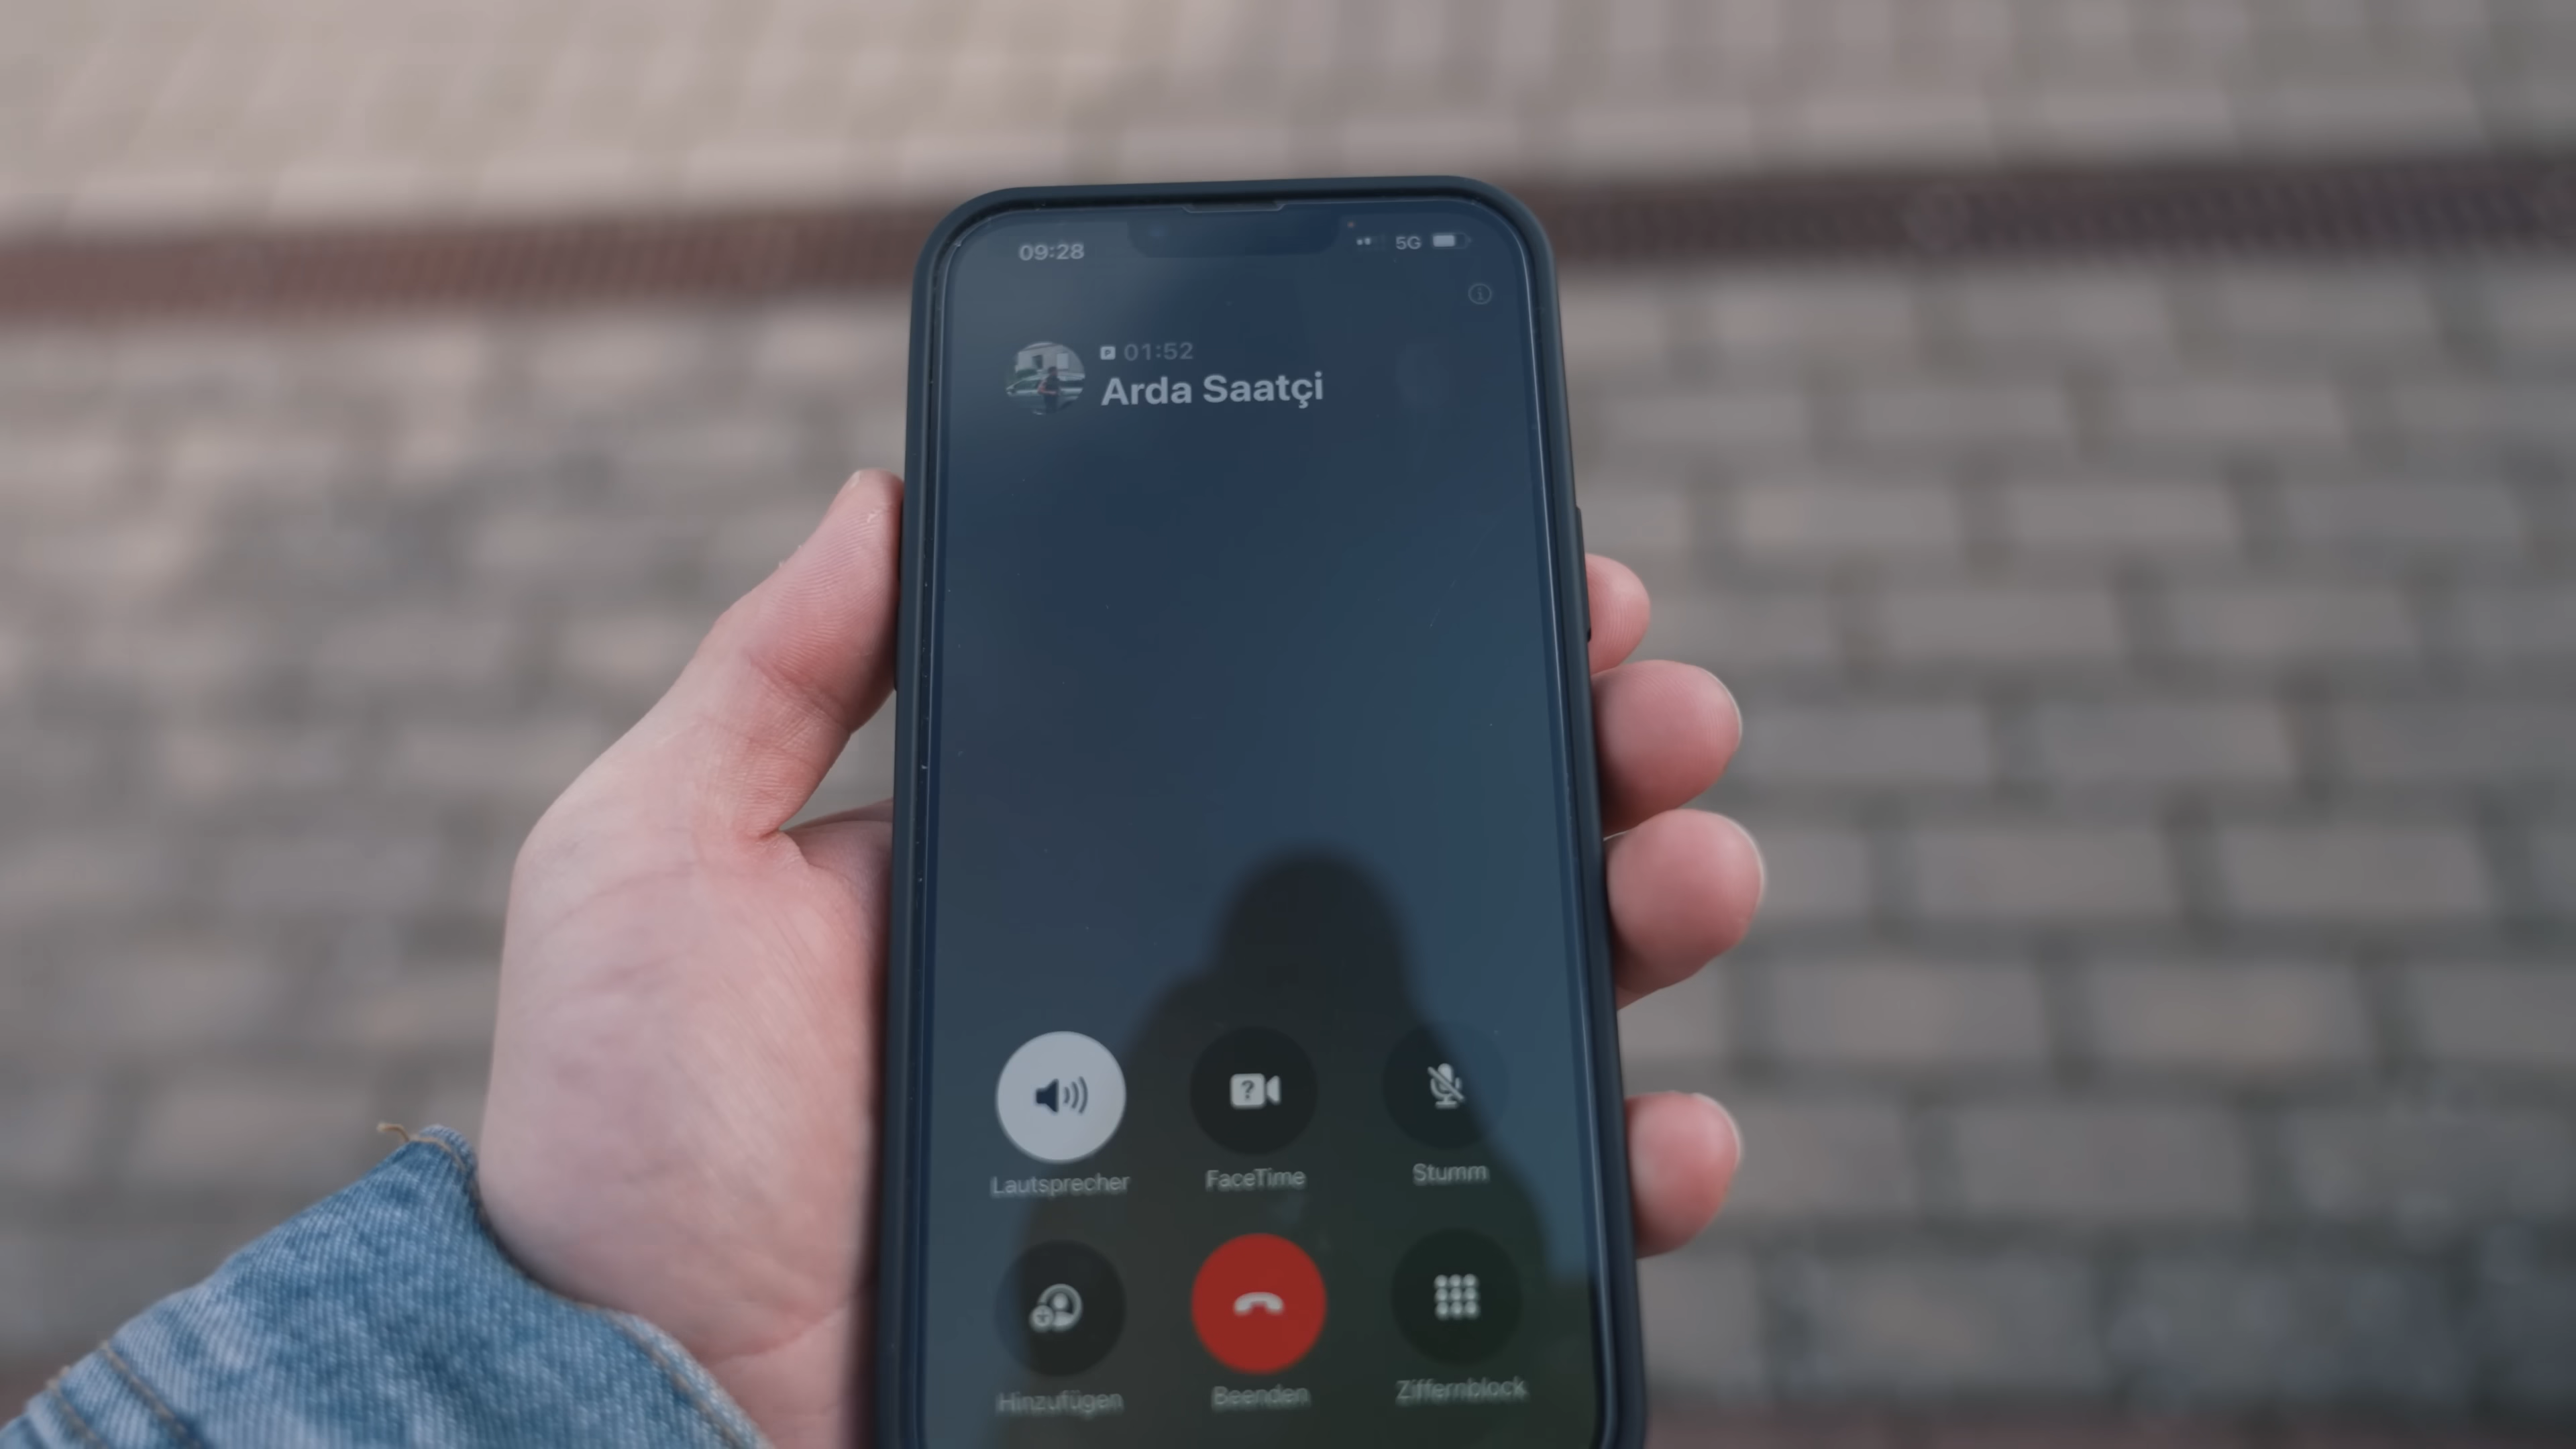 09:28
5G
P 01:52
Arda Saatçi
Lautsprecher
FaceTime
Stumm
Hinzufügen
Beenden
Ziffernblock